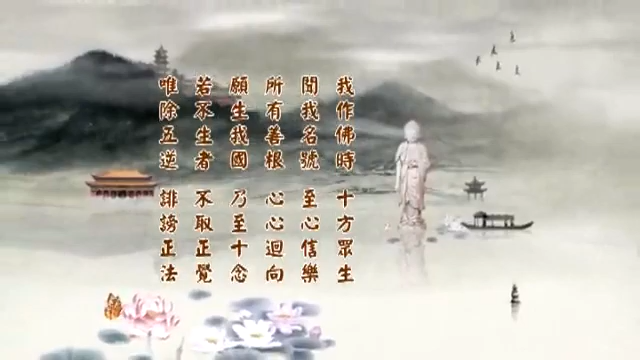 我作佛時 十方眾生
聞我名號 至心信樂
所有善根 心心迴向
願生我國 乃至十念
若不生者 不取正覺
唯除五逆 誹謗正法